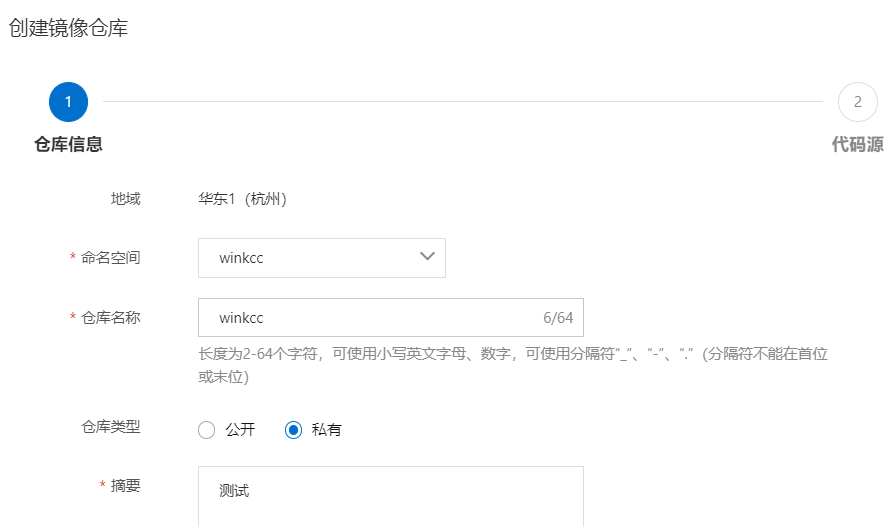 创建镜像仓库
1
2
仓库信息
代码源
地域
华东1（杭州）
* 命名空间
winkcc
* 仓库名称
winkcc
6/64
长度为2-64个字符，可使用小写英文字母、数字，可使用分隔符“_”、“-”、“.”（分隔符不能在首位
或末位）
仓库类型
公开
私有
* 摘要
测试